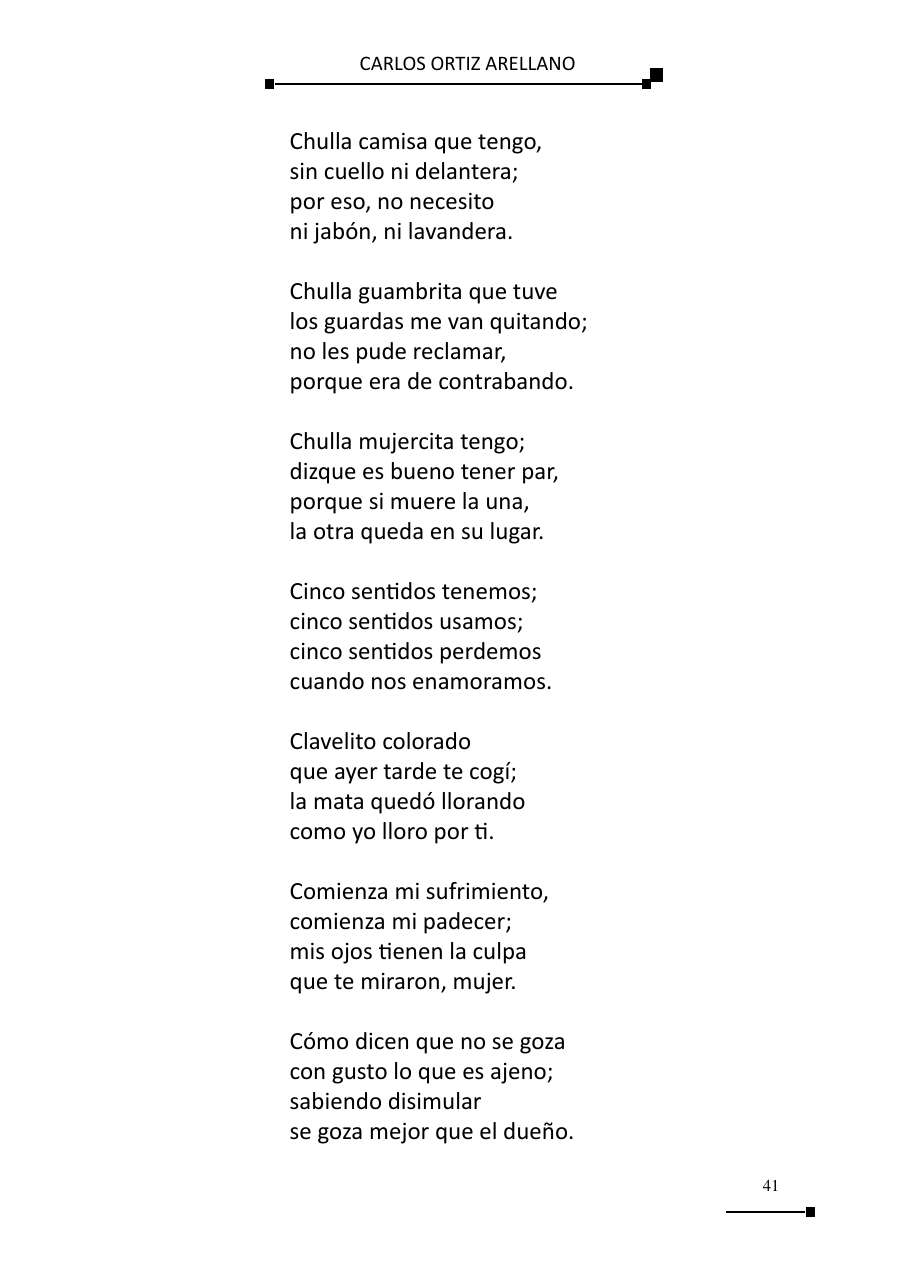 CARLOS ORTIZ ARELLANO
Chulla camisa que tengo,
sin cuello ni delantera;
por eso, no necesito
ni jabón, ni lavandera.
Chulla guambrita que tuve
los guardas me van quitando;
no les pude reclamar,
porque era de contrabando.
Chulla mujercita tengo;
dizque es bueno tener par,
porque si muere la una,
la otra queda en su lugar.
Cinco sentidos tenemos;
cinco sentidos usamos;
cinco sentidos perdemos
cuando nos enamoramos.
Clavelito colorado
que ayer tarde te cogí;
la mata quedó llorando
como yo lloro por ti.
Comienza mi sufrimiento,
comienza mi padecer;
mis ojos tienen la culpa
que te miraron, mujer.
Cómo dicen que no se goza
con gusto lo que es ajeno;
sabiendo disimular
se goza mejor que el dueño.
41